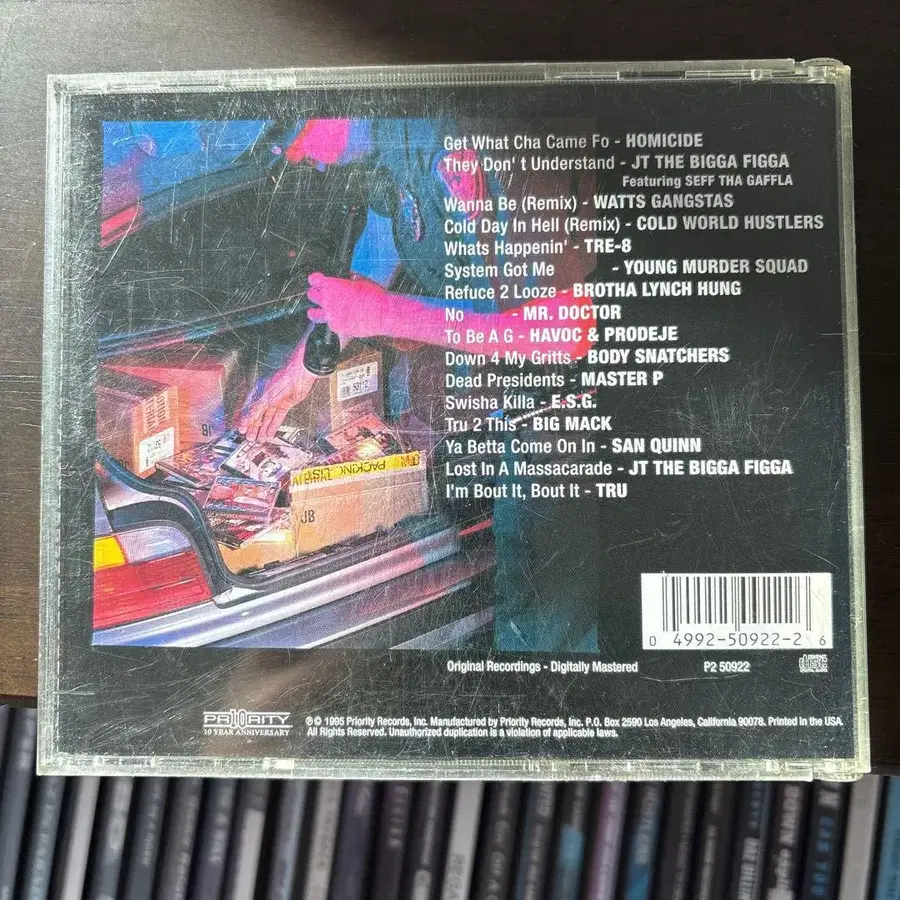 Get What Cha Came Fo - HOMICIDE
They Don' t Understand - JT THE BIGGA FIGGA
Featuring SEFF THA GAFFLA
Wanna Be (Remix) - WATTS GANGSTAS
Cold Day In Hell (Remix) - COLD WORLD HUSTLERS
Whats Happenin' - TRE-8
System Got Me - YOUNG MURDER SQUAD
Refuce 2 Looze - BROTHA LYNCH HUNG
No - MR. DOCTOR
To Be A G - HAVOC & PRODEJE
Down 4 My Gritts - BODY SNATCHERS
Dead Presidents - MASTER P
Swisha Killa - E.S.G.
Tru 2 This - BIG MACK
Ya Betta Come On In - SAN QUINN
Lost In A Massacarade - JT THE BIGGA FIGGA
I'm Bout It, Bout It - TRU
PACKING LIS
JB
0 4992-50922-2 6
Original Recordings - Digitally Mastered
P2 50922
COMPACT disc DIGITAL AUDIO
PRIORITY
10 YEAR ANNIVERSARY
℗© 1995 Priority Records, Inc. Manufactured by Priority Records, Inc. P.O. Box 2590 Los Angeles, California 90078. Printed in the USA.
All Rights Reserved. Unauthorized duplication is a violation of applicable laws.